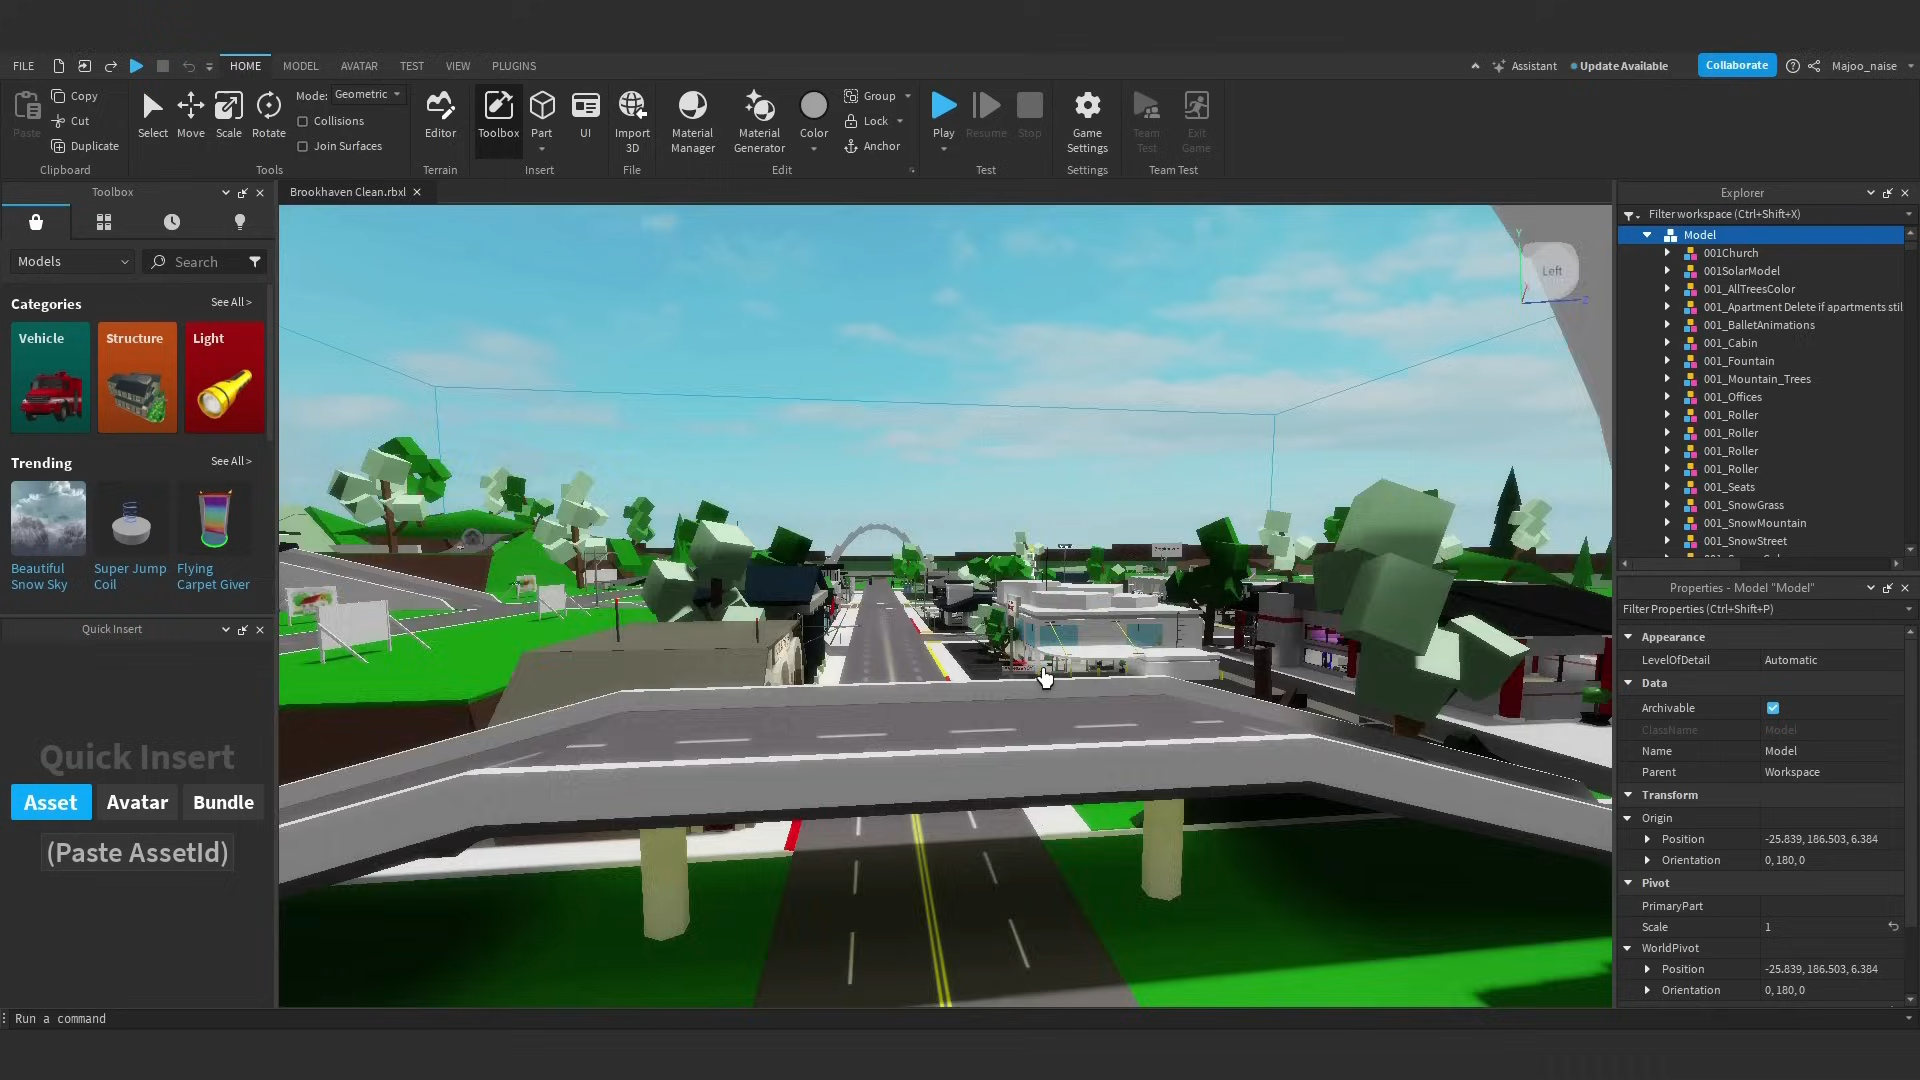 FILE HOME MODEL AVATAR TEST VIEW PLUGINS Assistant Update Available Collaborate Majoo_naise
Paste
Copy
Cut
Duplicate
Clipboard
Select Move Scale Rotate
Mode: Geometric
Collisions
Join Surfaces
Tools
Editor
Terrain
Toolbox Part UI
Insert
Import
3D
File
Material
Manager
Material
Generator
Color
Group
Lock
Anchor
Edit
Play Resume Stop
Test
Game
Settings
Settings
Team
Test
Exit
Game
Team Test
Toolbox
Models
Search
Categories See All >
Vehicle Structure Light
Trending See All >
Beautiful
Snow Sky
Super Jump
Coil
Flying
Carpet Giver
Quick Insert
Quick Insert
Asset Avatar Bundle
(Paste AssetId)
Brookhaven Clean.rbxl
Y
Left
Z
Explorer
Filter workspace (Ctrl+Shift+X)
Model
001Church
001SolarModel
001_AllTreesColor
001_Apartment Delete if apartments stil
001_BalletAnimations
001_Cabin
001_Fountain
001_Mountain_Trees
001_Offices
001_Roller
001_Roller
001_Roller
001_Roller
001_Seats
001_SnowGrass
001_SnowMountain
001_SnowStreet
Properties - Model "Model"
Filter Properties (Ctrl+Shift+P)
Appearance
LevelOfDetail Automatic
Data
Archivable
ClassName Model
Name Model
Parent Workspace
Transform
Origin
Position -25.839, 186.503, 6.384
Orientation 0, 180, 0
Pivot
PrimaryPart
Scale 1
WorldPivot
Position -25.839, 186.503, 6.384
Orientation 0, 180, 0
Run a command